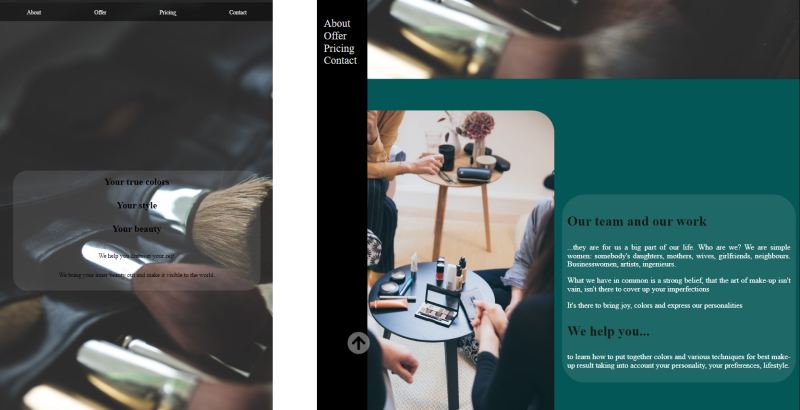 About Offer Pricing Contact
Your true colors
Your style
Your beauty
We help you discover your self
We bring your inner beauty out and make it visible to the world.
About
Offer
Pricing
Contact
Our team and our work
...they are for us a big part of our life. Who are we? We are simple
women: somebody's daughters, mothers, wives, girlfriends, neighbours.
Businesswomen, artists, ingenieurs.
What we have in common is a strong belief, that the art of make-up isn't
vain, isn't there to cover up your imperfections
It's there to bring joy, colors and express our personalities
We help you...
to learn how to put together colors and various techniques for best make-
up result taking into account your personality, your preferences, lifestyle.